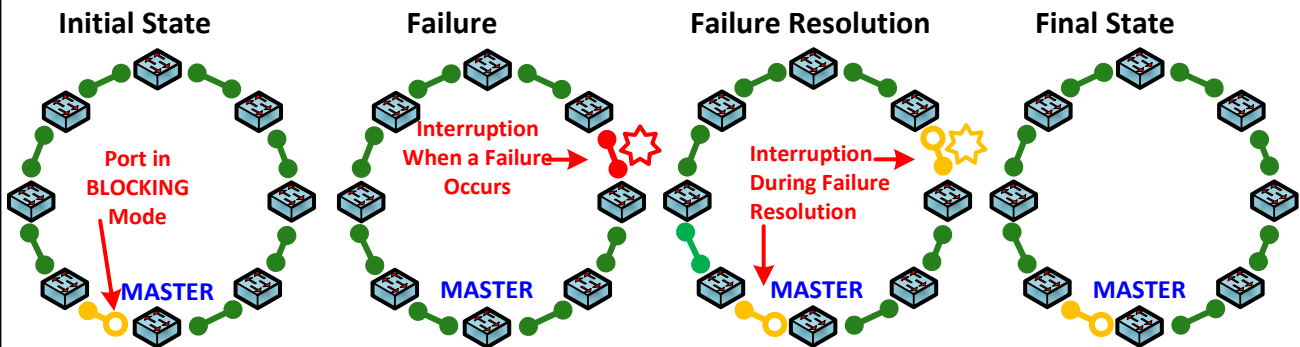 Initial State
Failure
Failure Resolution
Final State
Port in
BLOCKING
Mode
MASTER
Interruption
When a Failure
Occurs
MASTER
Interruption
During Failure
Resolution
MASTER
MASTER